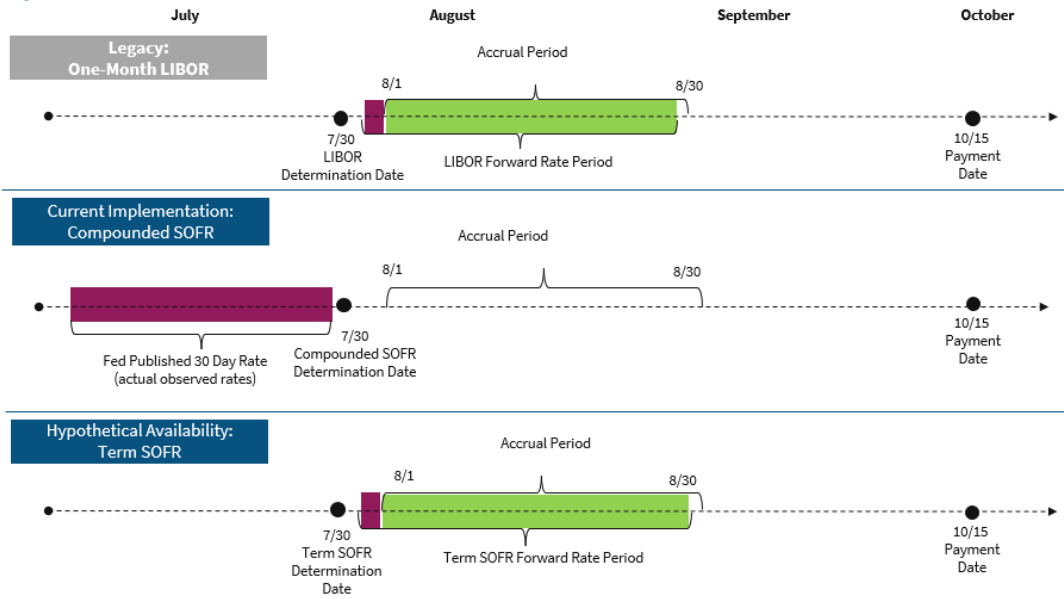 July August September October
Legacy:
One-Month LIBOR
Accrual Period
8/1 8/30
7/30
LIBOR
Determination Date
LIBOR Forward Rate Period
10/15
Payment
Date
Current Implementation:
Compounded SOFR
Accrual Period
8/1 8/30
Fed Published 30 Day Rate
(actual observed rates)
7/30
Compounded SOFR
Determination Date
10/15
Payment
Date
Hypothetical Availability:
Term SOFR
Accrual Period
8/1 8/30
7/30
Term SOFR
Determination
Date
Term SOFR Forward Rate Period
10/15
Payment
Date